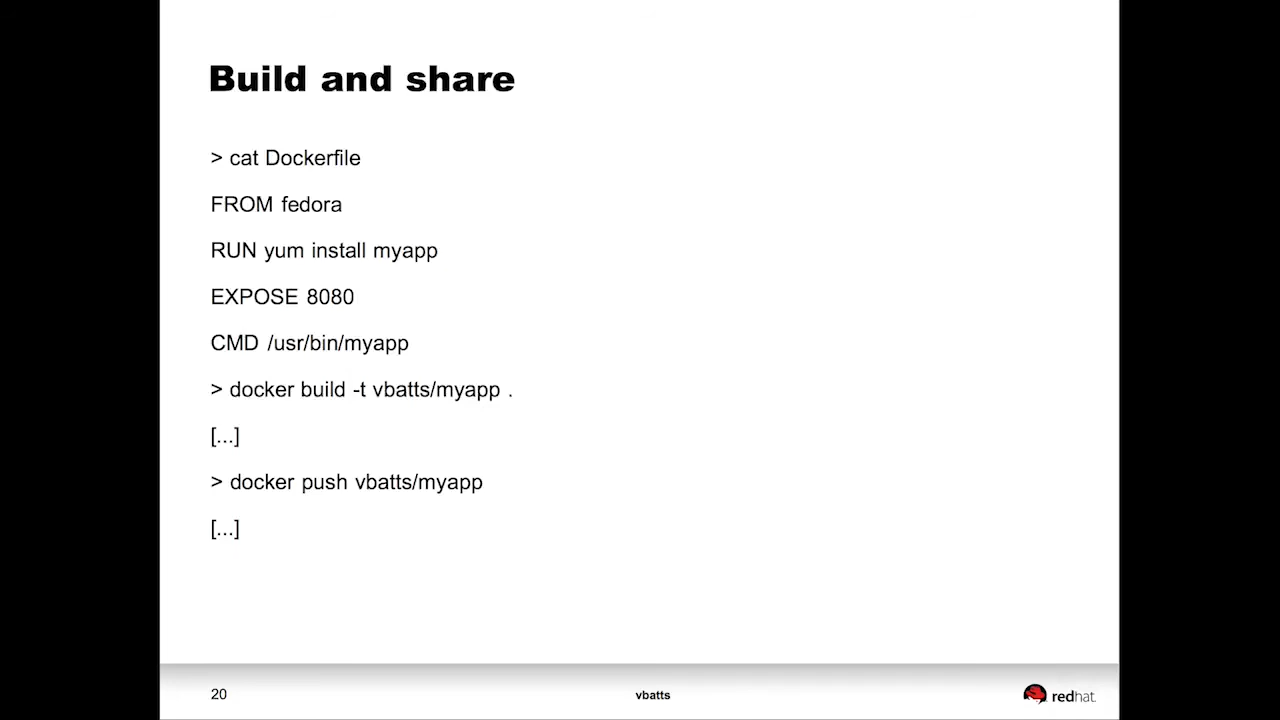 Build and share
> cat Dockerfile
FROM fedora
RUN yum install myapp
EXPOSE 8080
CMD /usr/bin/myapp
> docker build -t vbatts/myapp .
[...]
> docker push vbatts/myapp
[...]
20
vbatts
redhat.